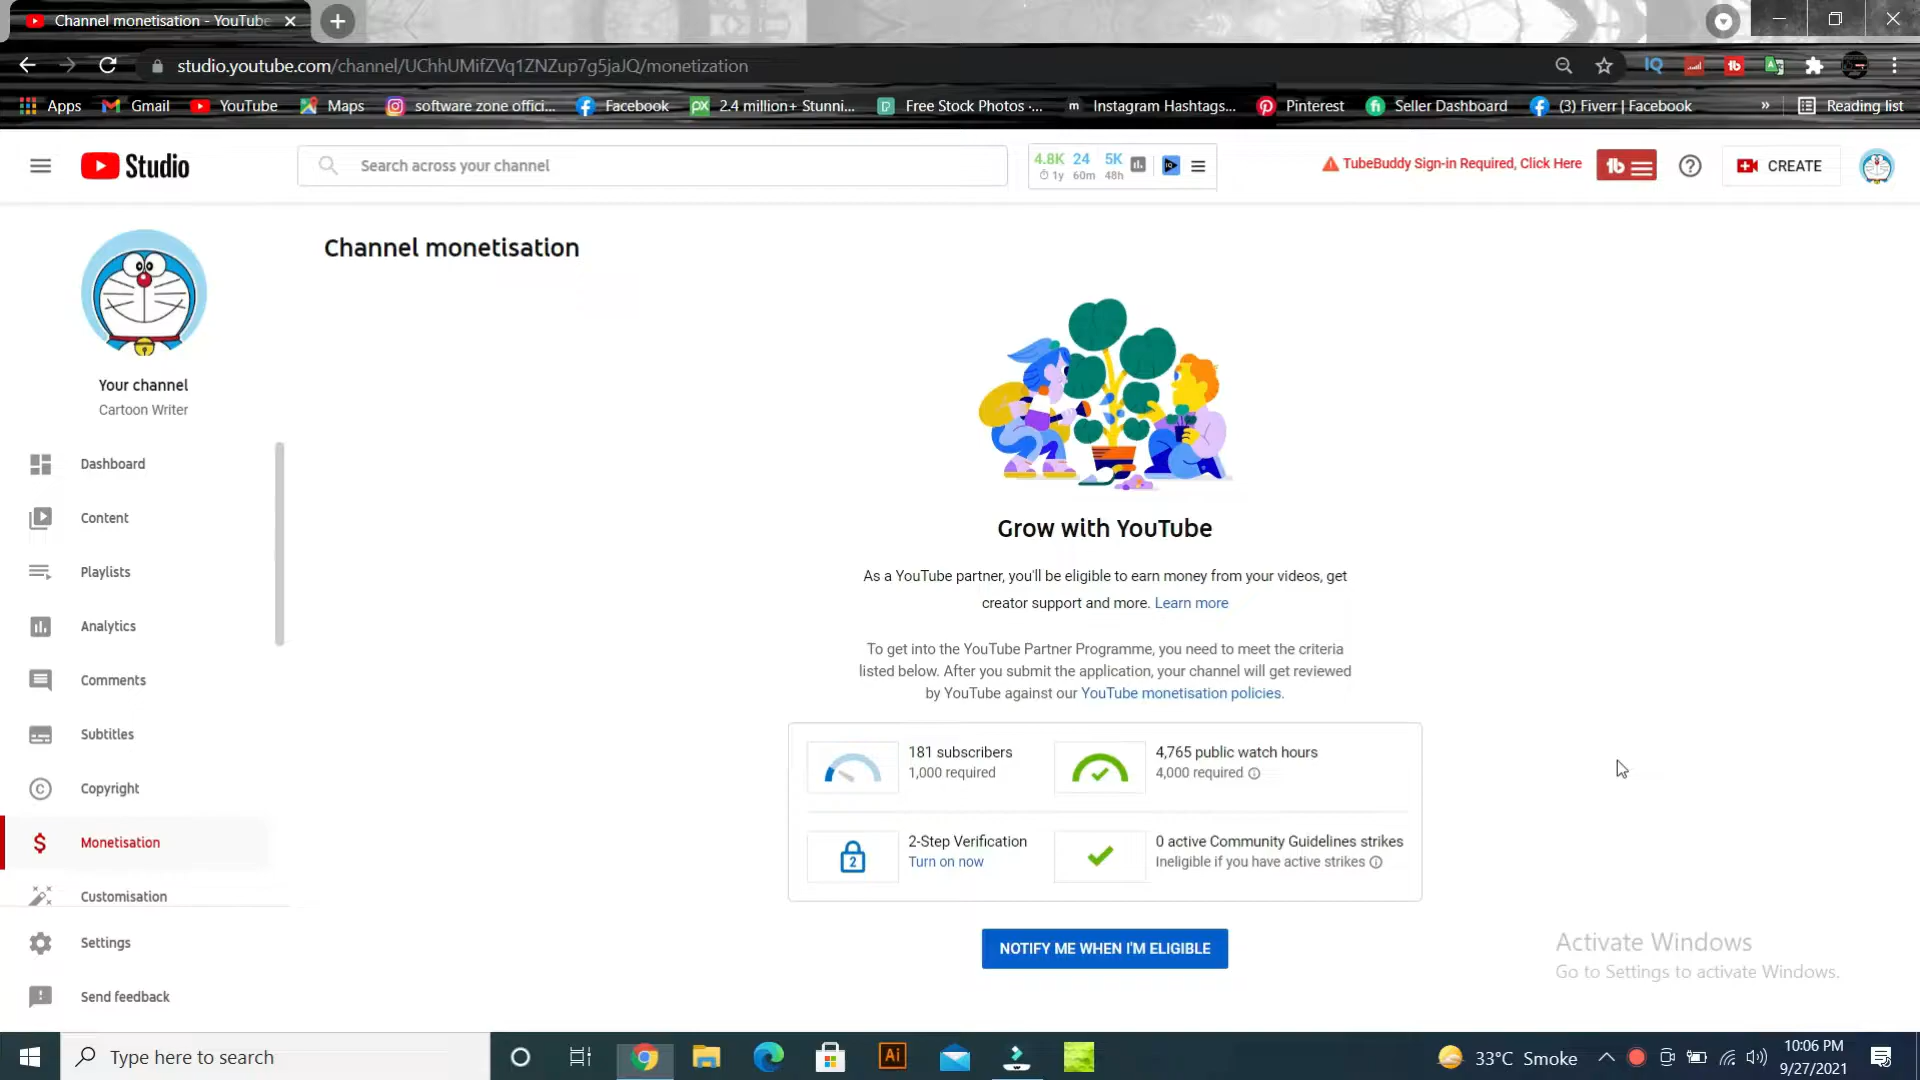 Channel monetisation - YouTube
studio.youtube.com/channel/UChhUMifZVq1ZNZup7g5jaJQ/monetization
Apps Gmail YouTube Maps software zone offici... Facebook 2.4 million+ Stunni... Free Stock Photos ·... Instagram Hashtags... Pinterest Seller Dashboard (3) Fiverr | Facebook » Reading list
Studio
Search across your channel
4.8K 24 5K
1y 60m 48h
TubeBuddy Sign-in Required, Click Here
CREATE
Channel monetisation
Your channel
Cartoon Writer
Dashboard
Content
Playlists
Analytics
Comments
Subtitles
Copyright
Monetisation
Customisation
Settings
Send feedback
Grow with YouTube
As a YouTube partner, you'll be eligible to earn money from your videos, get
creator support and more. Learn more
To get into the YouTube Partner Programme, you need to meet the criteria
listed below. After you submit the application, your channel will get reviewed
by YouTube against our YouTube monetisation policies.
181 subscribers
1,000 required
4,765 public watch hours
4,000 required
2-Step Verification
Turn on now
0 active Community Guidelines strikes
Ineligible if you have active strikes
NOTIFY ME WHEN I'M ELIGIBLE
Activate Windows
Go to Settings to activate Windows.
Type here to search
Ai
33°C Smoke
10:06 PM
9/27/2021